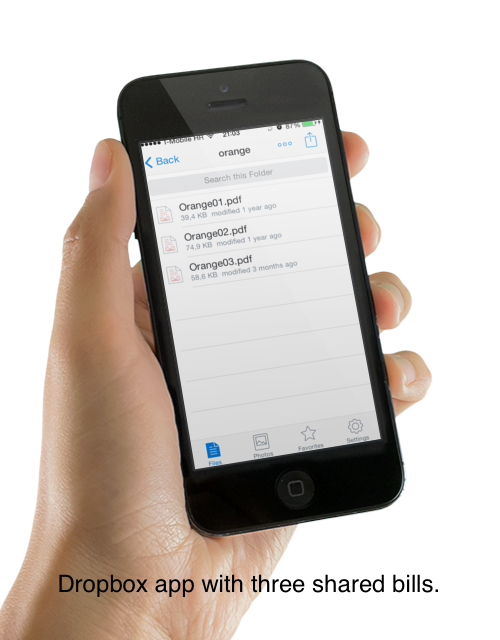 ●●●●● T-Mobile HR 21:03 87%
Back orange
Search this Folder
Orange01.pdf
39,4 KB modified 1 year ago
Orange02.pdf
74,9 KB modified 1 year ago
Orange03.pdf
58,6 KB modified 3 months ago
Files Photos Favorites Settings
Dropbox app with three shared bills.